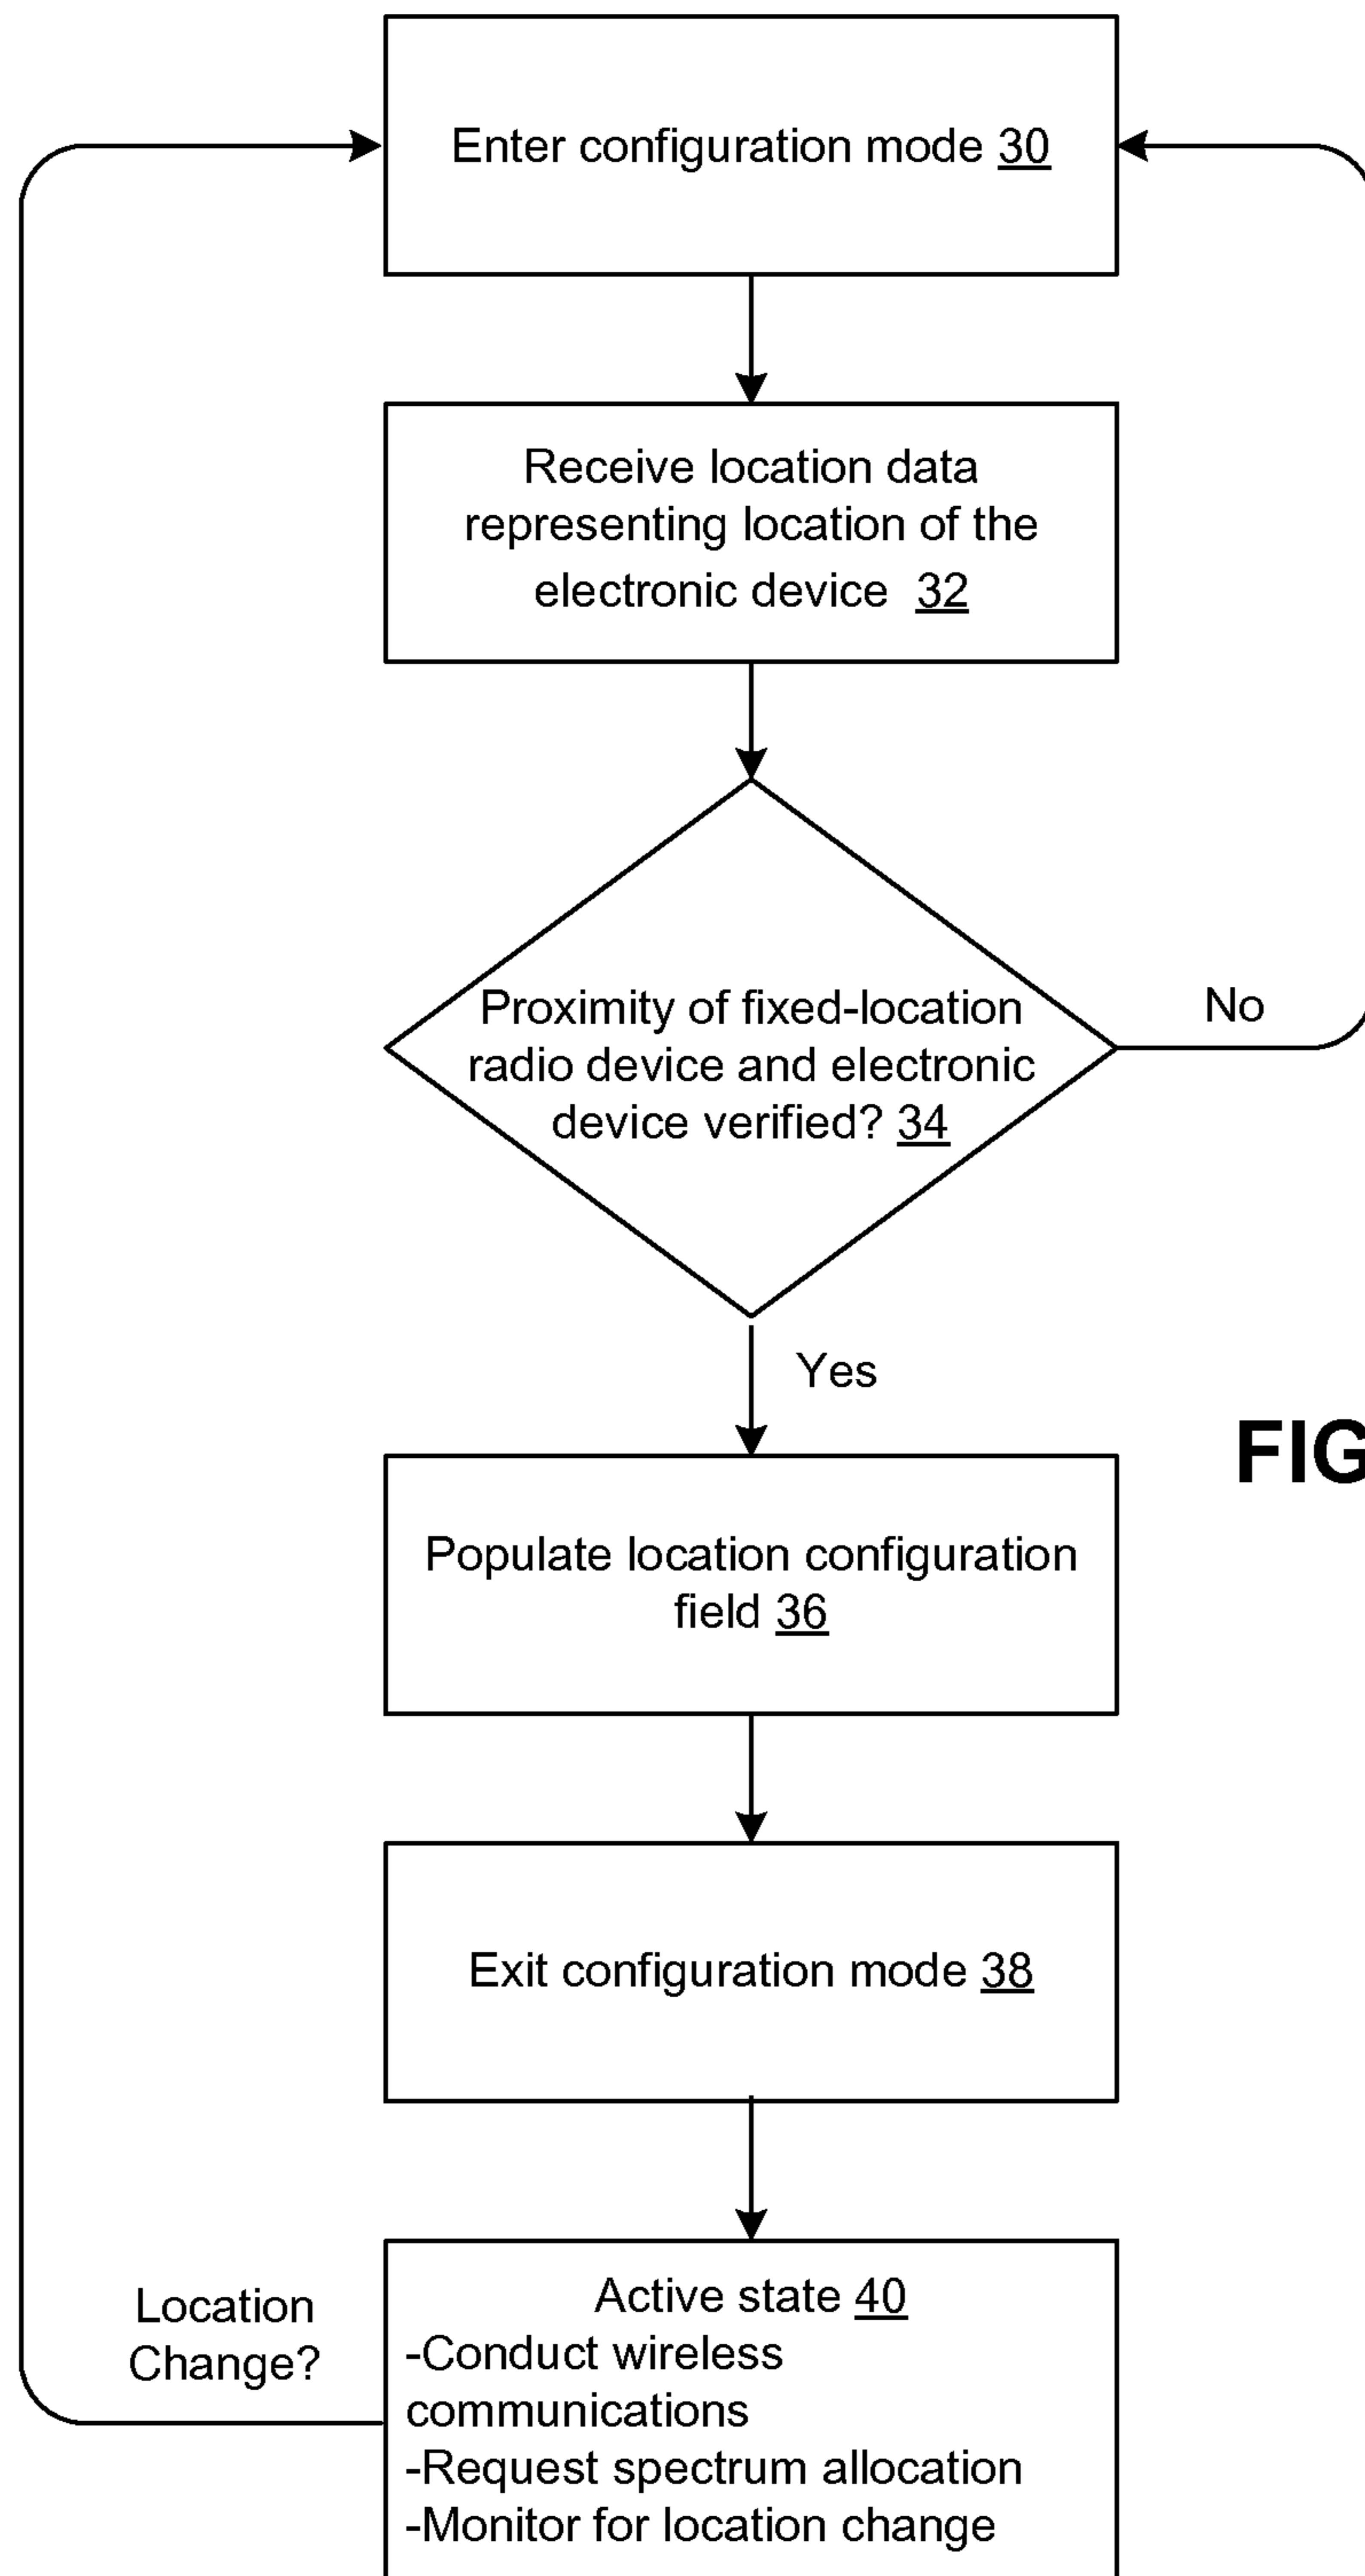 Enter configuration mode 30
Receive location data
representing location of the
electronic device 32
Proximity of fixed-location
radio device and electronic
device verified? 34
No
Yes
FIG
Populate location configuration
field 36
Exit configuration mode 38
Location
Change?
Active state 40
-Conduct wireless
communications
-Request spectrum allocation
-Monitor for location change